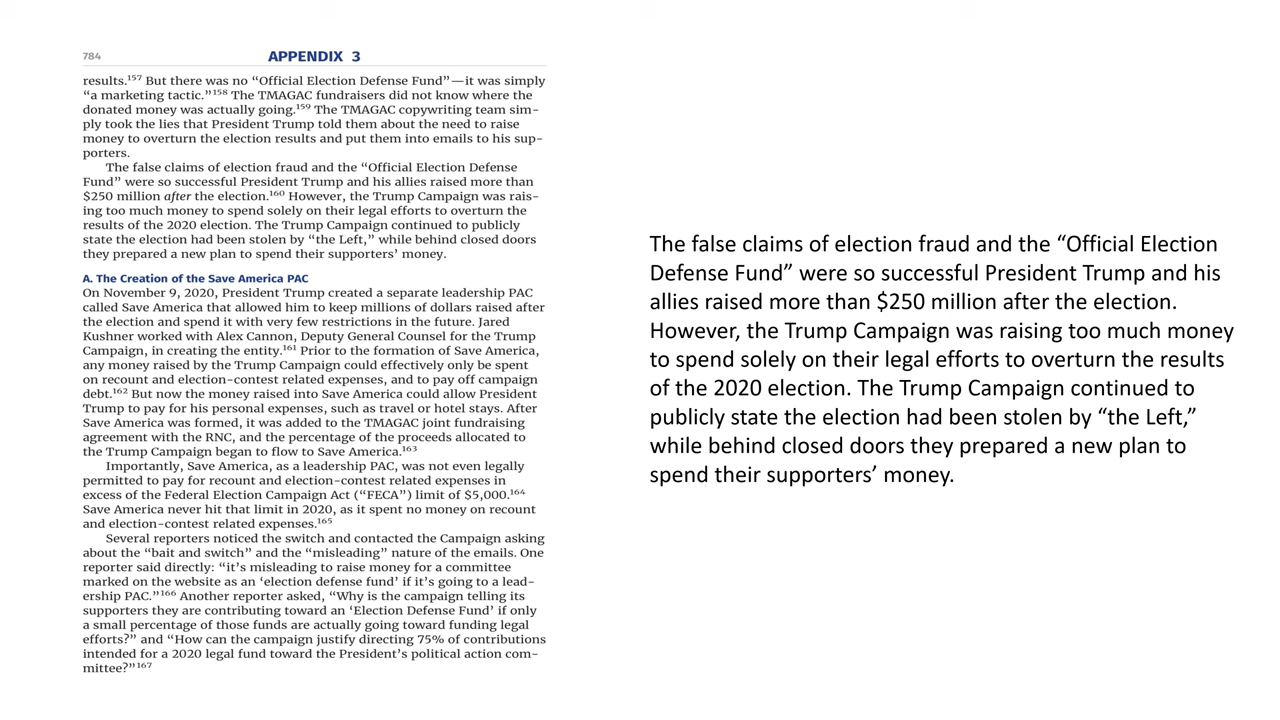 784
APPENDIX 3
results.¹⁵⁷ But there was no “Official Election Defense Fund”—it was simply
“a marketing tactic.”¹⁵⁸ The TMAGAC fundraisers did not know where the
donated money was actually going.¹⁵⁹ The TMAGAC copywriting team sim-
ply took the lies that President Trump told them about the need to raise
money to overturn the election results and put them into emails to his sup-
porters.
The false claims of election fraud and the “Official Election Defense
Fund” were so successful President Trump and his allies raised more than
$250 million after the election.¹⁶⁰ However, the Trump Campaign was rais-
ing too much money to spend solely on their legal efforts to overturn the
results of the 2020 election. The Trump Campaign continued to publicly
state the election had been stolen by “the Left,” while behind closed doors
they prepared a new plan to spend their supporters’ money.
A. The Creation of the Save America PAC
On November 9, 2020, President Trump created a separate leadership PAC
called Save America that allowed him to keep millions of dollars raised after
the election and spend it with very few restrictions in the future. Jared
Kushner worked with Alex Cannon, Deputy General Counsel for the Trump
Campaign, in creating the entity.¹⁶¹ Prior to the formation of Save America,
any money raised by the Trump Campaign could effectively only be spent
on recount and election-contest related expenses, and to pay off campaign
debt.¹⁶² But now the money raised into Save America could allow President
Trump to pay for his personal expenses, such as travel or hotel stays. After
Save America was formed, it was added to the TMAGAC joint fundraising
agreement with the RNC, and the percentage of the proceeds allocated to
the Trump Campaign began to flow to Save America.¹⁶³
Importantly, Save America, as a leadership PAC, was not even legally
permitted to pay for recount and election-contest related expenses in
excess of the Federal Election Campaign Act (“FECA”) limit of $5,000.¹⁶⁴
Save America never hit that limit in 2020, as it spent no money on recount
and election-contest related expenses.¹⁶⁵
Several reporters noticed the switch and contacted the Campaign asking
about the “bait and switch” and the “misleading” nature of the emails. One
reporter said directly: “it’s misleading to raise money for a committee
marked on the website as an ‘election defense fund’ if it’s going to a lead-
ership PAC.”¹⁶⁶ Another reporter asked, “Why is the campaign telling its
supporters they are contributing toward an ‘Election Defense Fund’ if only
a small percentage of those funds are actually going toward funding legal
efforts?” and “How can the campaign justify directing 75% of contributions
intended for a 2020 legal fund toward the President’s political action com-
mittee?”¹⁶⁷
The false claims of election fraud and the “Official Election
Defense Fund” were so successful President Trump and his
allies raised more than $250 million after the election.
However, the Trump Campaign was raising too much money
to spend solely on their legal efforts to overturn the results
of the 2020 election. The Trump Campaign continued to
publicly state the election had been stolen by “the Left,”
while behind closed doors they prepared a new plan to
spend their supporters’ money.